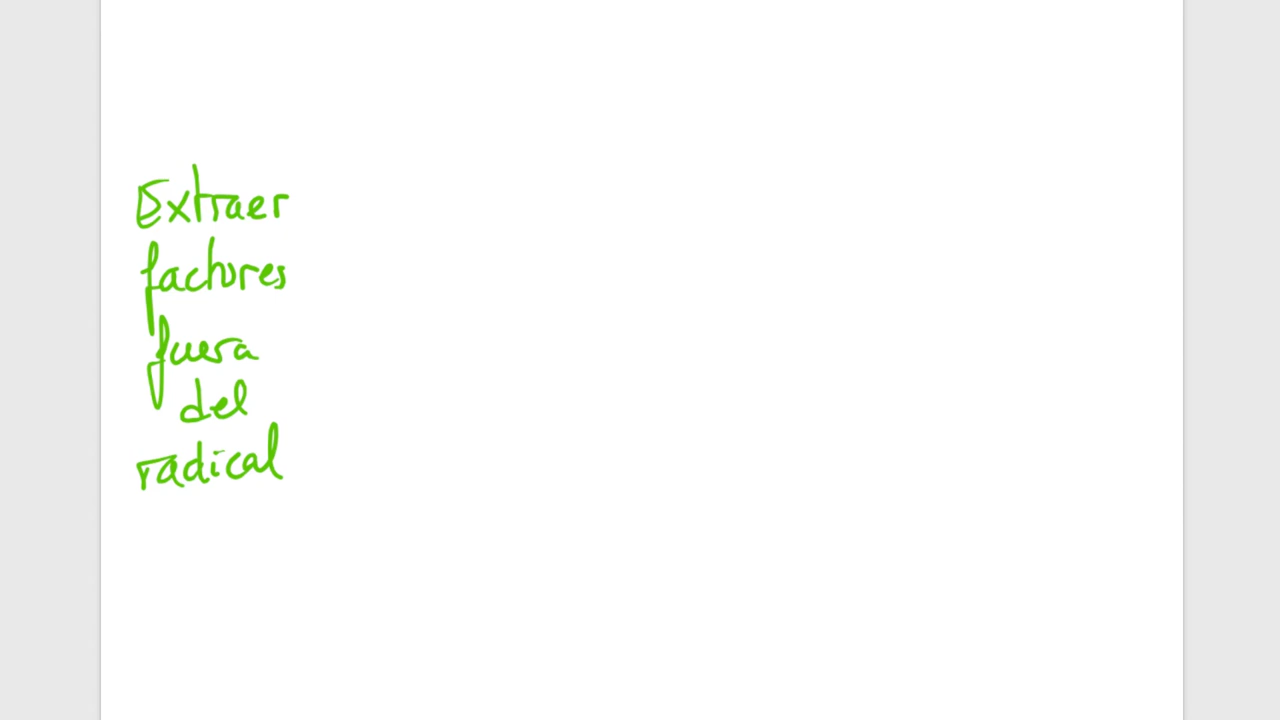 Extraer
factores
fuera
del
radical